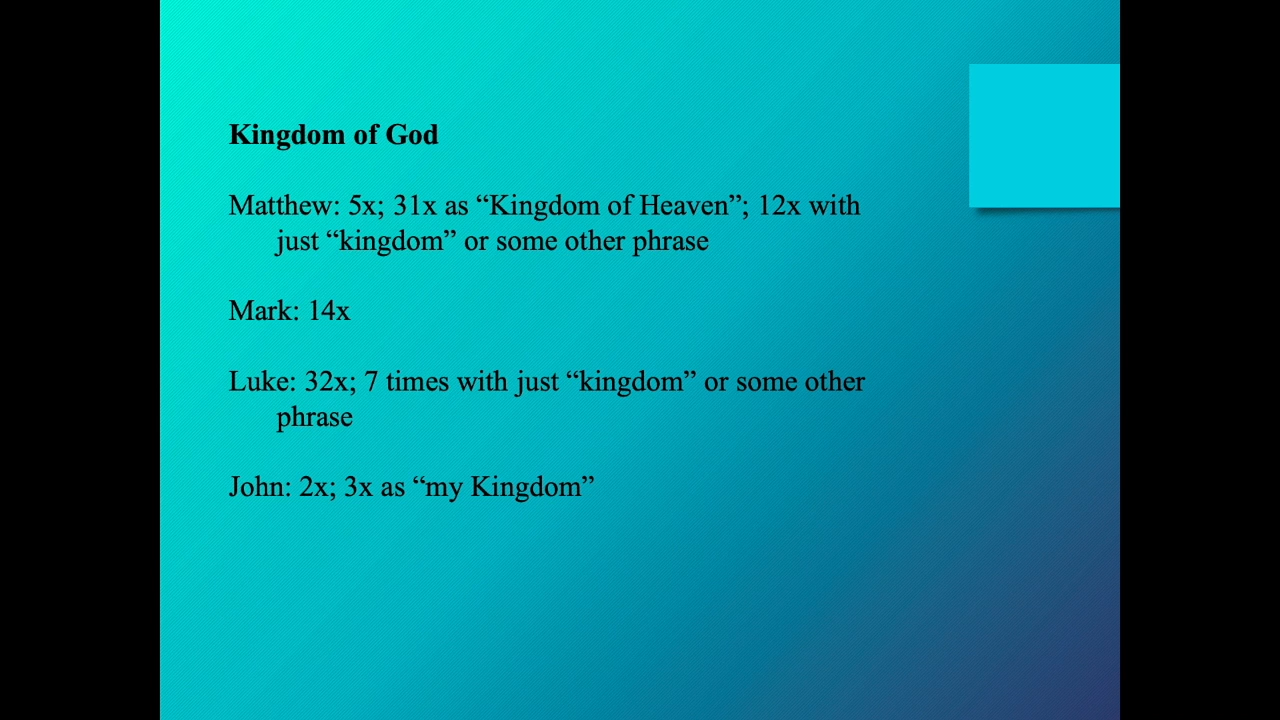 Kingdom of God
Matthew: 5x; 31x as “Kingdom of Heaven”; 12x with
just “kingdom” or some other phrase
Mark: 14x
Luke: 32x; 7 times with just “kingdom” or some other
phrase
John: 2x; 3x as “my Kingdom”